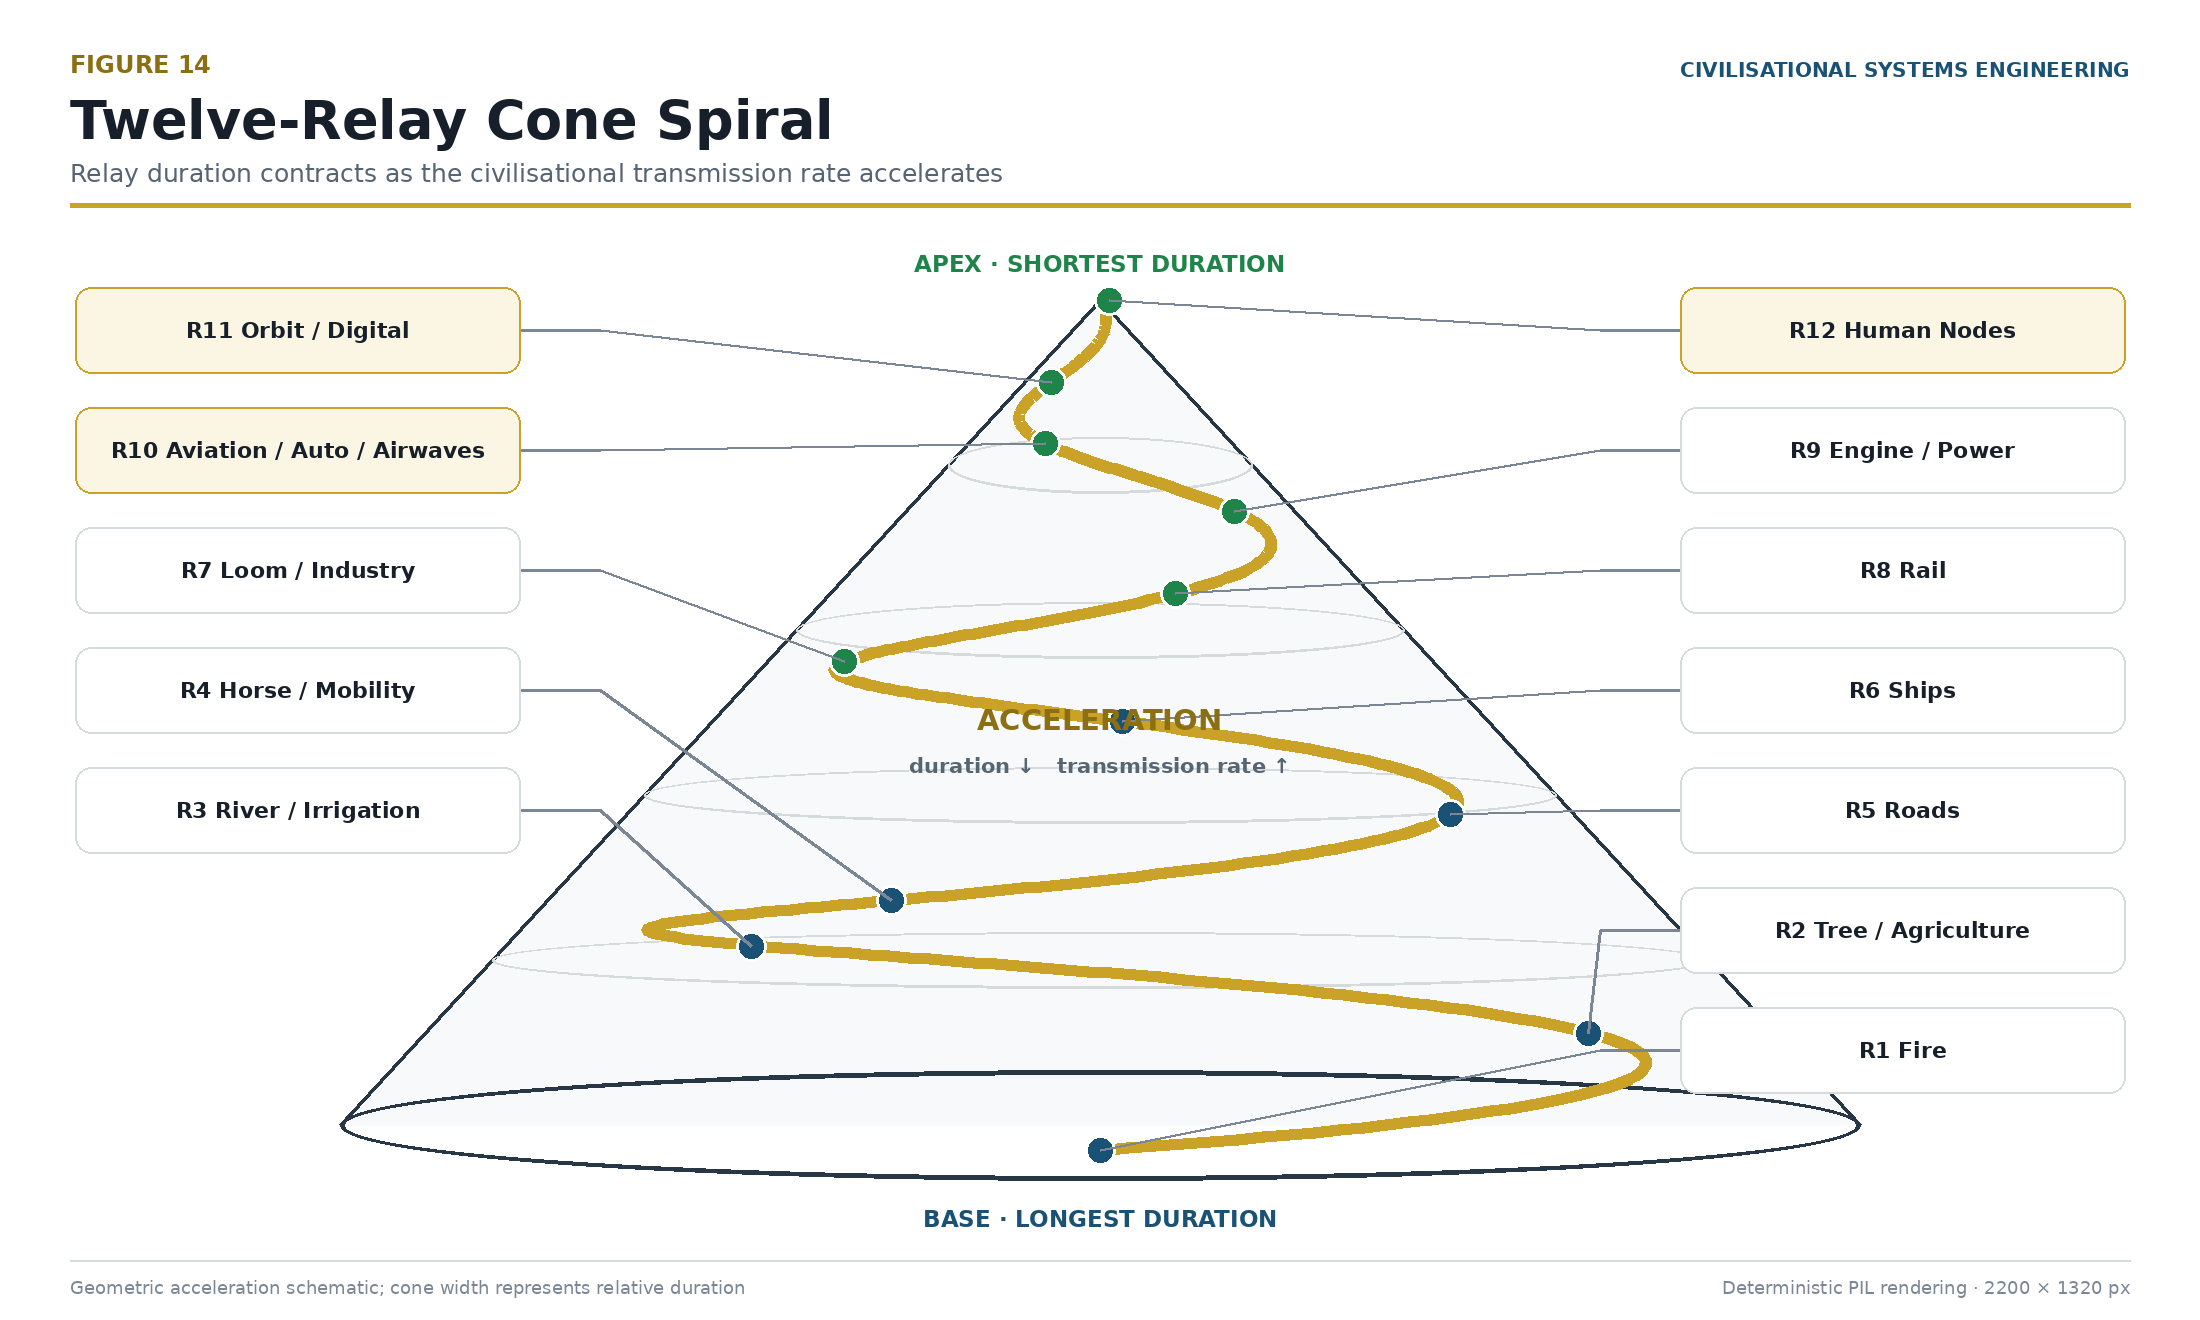 FIGURE 14
CIVILISATIONAL SYSTEMS ENGINEERING
Twelve-Relay Cone Spiral
Relay duration contracts as the civilisational transmission rate accelerates
APEX · SHORTEST DURATION
R11 Orbit / Digital
R12 Human Nodes
R10 Aviation / Auto / Airwaves
R9 Engine / Power
R7 Loom / Industry
R8 Rail
R4 Horse / Mobility
R6 Ships
ACCELERATION
duration ↓ transmission rate ↑
R3 River / Irrigation
R5 Roads
R2 Tree / Agriculture
R1 Fire
BASE · LONGEST DURATION
Geometric acceleration schematic; cone width represents relative duration
Deterministic PIL rendering · 2200 × 1320 px